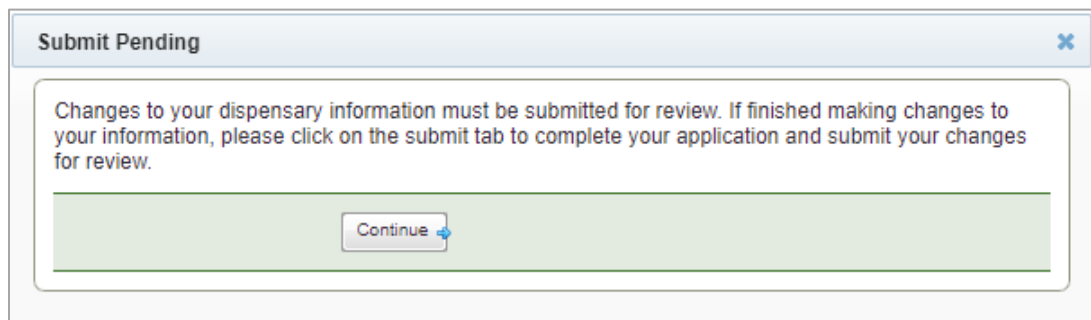 Submit Pending
Changes to your dispensary information must be submitted for review. If finished making changes to
your information, please click on the submit tab to complete your application and submit your changes
for review.
Continue